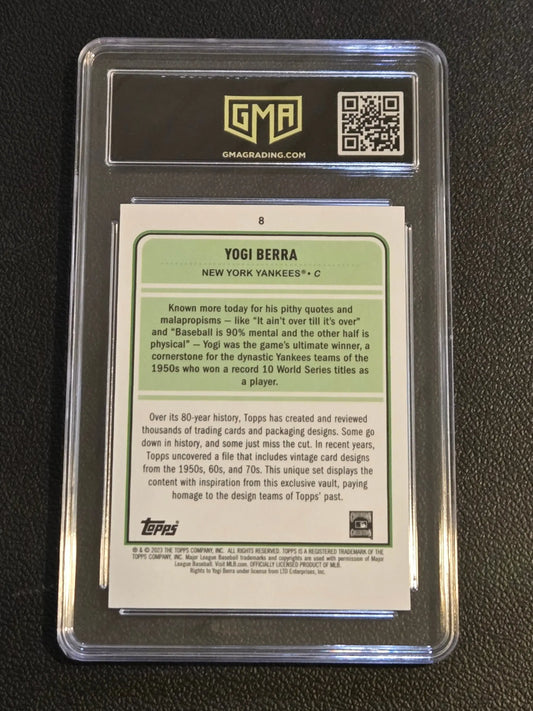 GMA
GMAGRADING.COM
8
YOGI BERRA
NEW YORK YANKEES® • C
Known more today for his pithy quotes and
malapropisms — like "It ain't over till it's over"
and "Baseball is 90% mental and the other half is
physical" — Yogi was the game's ultimate winner, a
cornerstone for the dynastic Yankees teams of the
1950s who won a record 10 World Series titles as
a player.
Over its 80-year history, Topps has created and reviewed
thousands of trading cards and packaging designs. Some go
down in history, and some just miss the cut. In recent years,
Topps uncovered a file that includes vintage card designs
from the 1950s, 60s, and 70s. This unique set displays the
content with inspiration from this exclusive vault, paying
homage to the design teams of Topps' past.
Topps®
COOPERSTOWN
COLLECTION
® & © 2023 THE TOPPS COMPANY, INC. ALL RIGHTS RESERVED. TOPPS IS A REGISTERED TRADEMARK OF THE
TOPPS COMPANY, INC. Major League Baseball trademarks and copyrights are used with permission of Major
League Baseball. Visit MLB.com. OFFICIALLY LICENSED PRODUCT OF MLB.
Rights to Yogi Berra under license from LTD Enterprises, Inc.